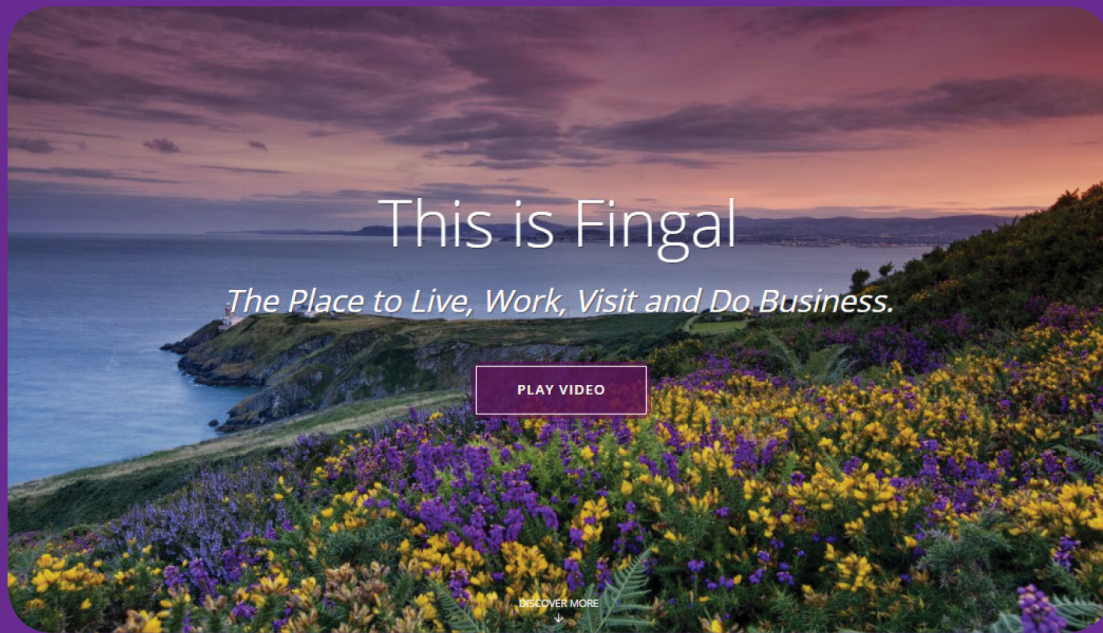 This is Fingal
The Place to Live, Work, Visit and Do Business.
PLAY VIDEO
DISCOVER MORE
↓